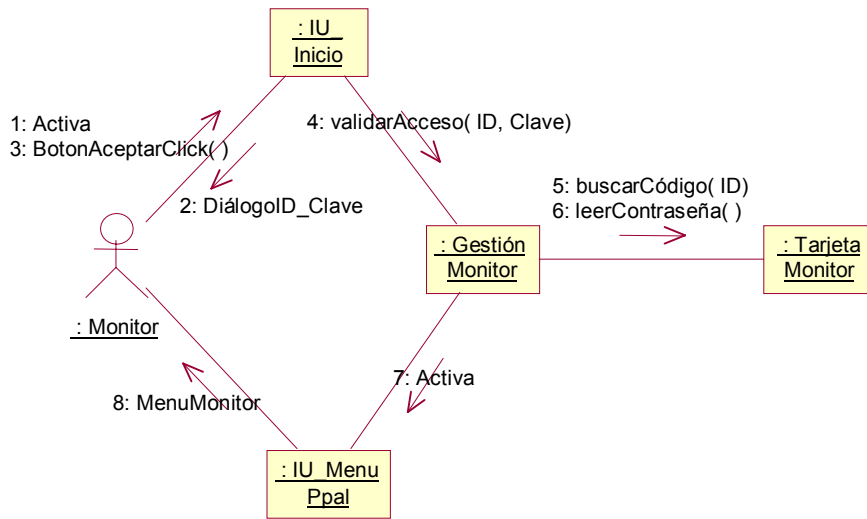 : IU_
Inicio
1: Activa
3: BotonAceptarClick( )
4: validarAcceso( ID, Clave)
2: DiálogoID_Clave
5: buscarCódigo( ID)
6: leerContraseña( )
: Gestión
Monitor
: Tarjeta
Monitor
: Monitor
7: Activa
8: MenuMonitor
: IU_Menu
Ppal